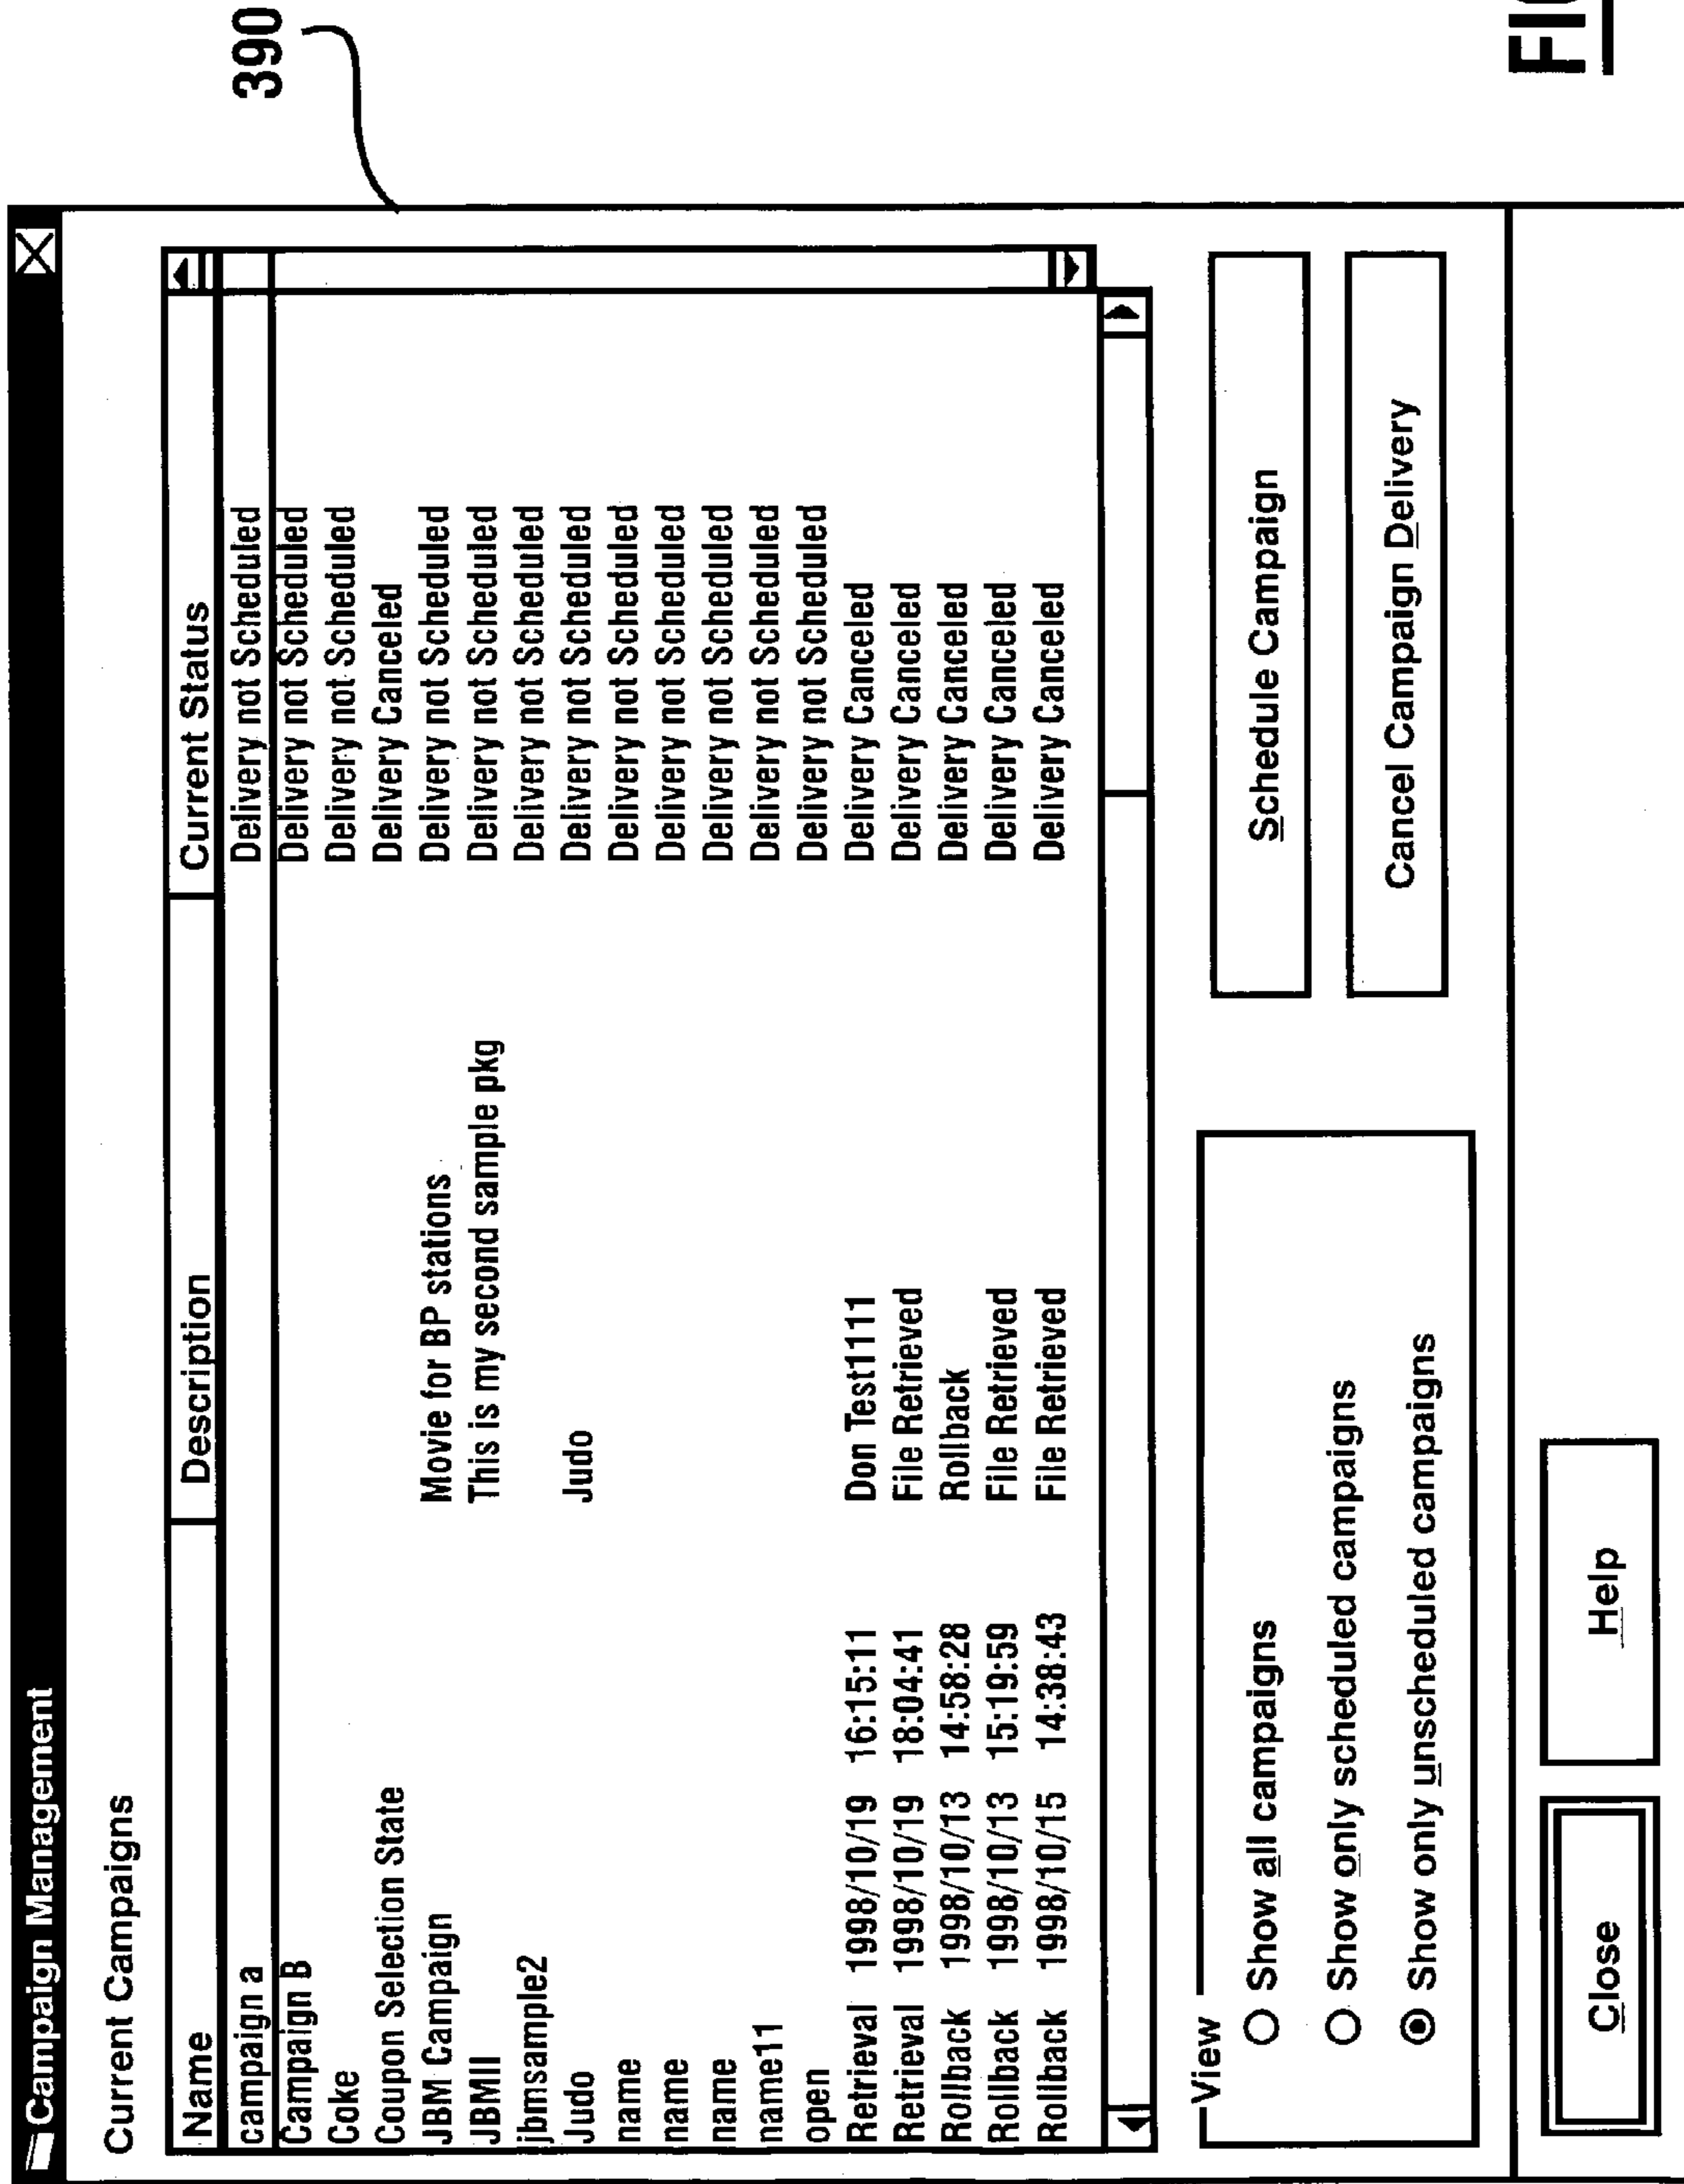 Campaign Management
390
Current Campaigns
Name Description Current Status
campaign a Delivery not Scheduled
Campaign B Delivery not Scheduled
Coke Delivery not Scheduled
Coupon Selection State Delivery Canceled
JBM Campaign Movie for BP stations Delivery not Scheduled
JBMII This is my second sample pkg Delivery not Scheduled
jbmsample2 Delivery not Scheduled
Judo Judo Delivery not Scheduled
name Delivery not Scheduled
name Delivery not Scheduled
name Delivery not Scheduled
name11 Delivery not Scheduled
open Delivery not Scheduled
Retrieval 1998/10/19 16:15:11 Don Test1111 Delivery Canceled
Retrieval 1998/10/19 18:04:41 File Retrieved Delivery Canceled
Rollback 1998/10/13 14:58:28 Rollback Delivery Canceled
Rollback 1998/10/13 15:19:59 File Retrieved Delivery Canceled
Rollback 1998/10/15 14:38:43 File Retrieved Delivery Canceled
View
Show all campaigns
Show only scheduled campaigns
Show only unscheduled campaigns
Schedule Campaign
Cancel Campaign Delivery
Close
Help